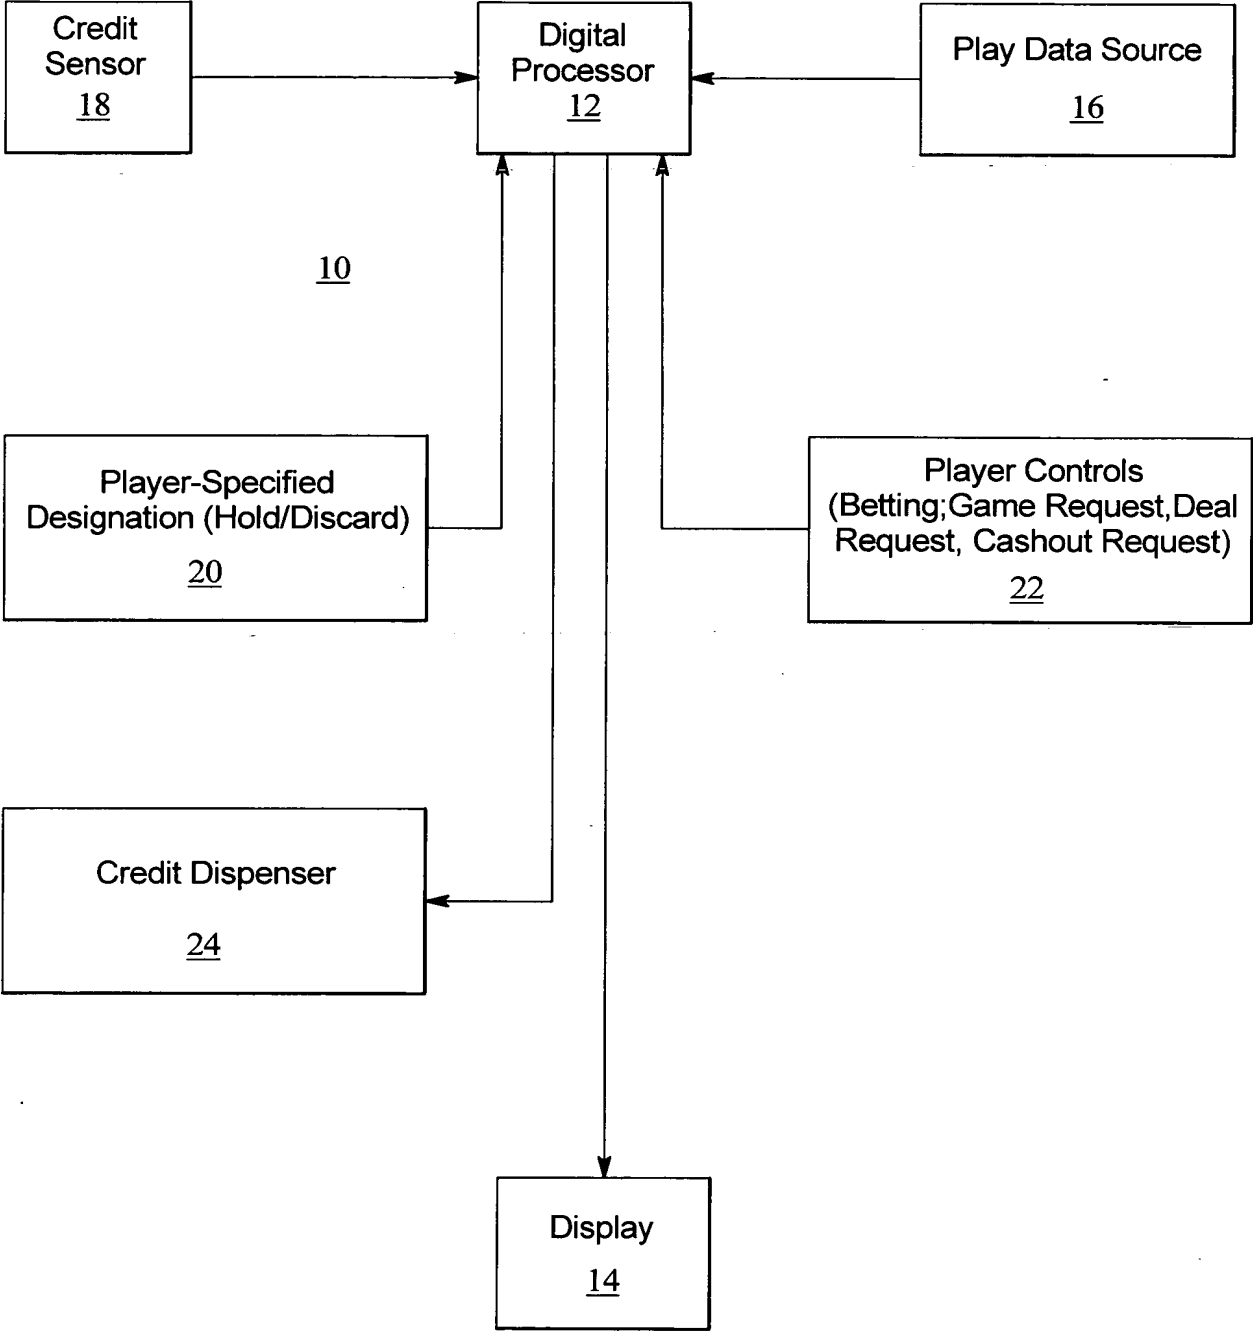 Credit
Sensor
18
Digital
Processor
12
Play Data Source
16
10
Player-Specified
Designation (Hold/Discard)
20
Player Controls
(Betting;Game Request,Deal
Request, Cashout Request)
22
Credit Dispenser
24
Display
14